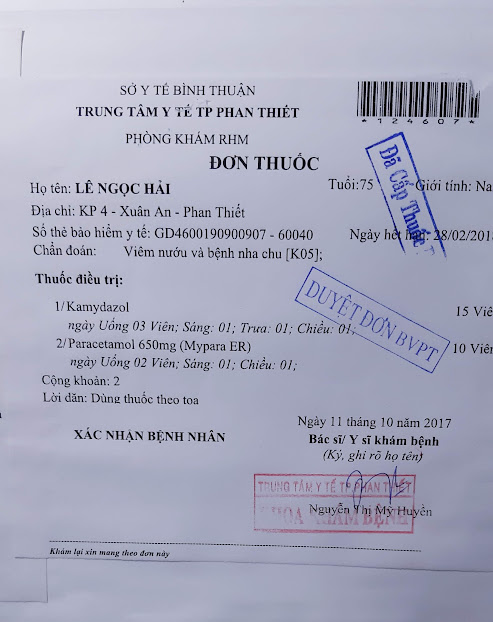 SỞ Y TẾ BÌNH THUẬN
TRUNG TÂM Y TẾ TP PHAN THIẾT
*124607*
PHÒNG KHÁM RHM
ĐƠN THUỐC
Đã Cấp Thuốc
Họ tên: LÊ NGỌC HẢI Tuổi:75 Giới tính: Na
Địa chỉ: KP 4 - Xuân An - Phan Thiết
Số thẻ bảo hiểm y tế: GD4600190900907 - 60040 Ngày hết 28/02/201
Chẩn đoán: Viêm nướu và bệnh nha chu [K05];
Thuốc điều trị:
DUYỆT ĐƠN BVPT
1/Kamydazol 15 Viê
ngày Uống 03 Viên; Sáng: 01; Trưa: 01; Chiều: 01;
2/Paracetamol 650mg (Mypara ER) 10 Viên
ngày Uống 02 Viên; Sáng: 01; Chiều: 01;
Cộng khoản: 2
Lời dăn: Dùng thuốc theo toa
Ngày 11 tháng 10 năm 2017
XÁC NHẬN BỆNH NHÂN Bác sĩ/ Y sĩ khám bệnh
(Ký, ghi rõ họ tên)
TRUNG TÂM Y TẾ TP PHAN THIẾT
Nguyễn Thị Mỹ Huyền
KHOA KHÁM BỆNH
Khám lại xin mang theo đơn này